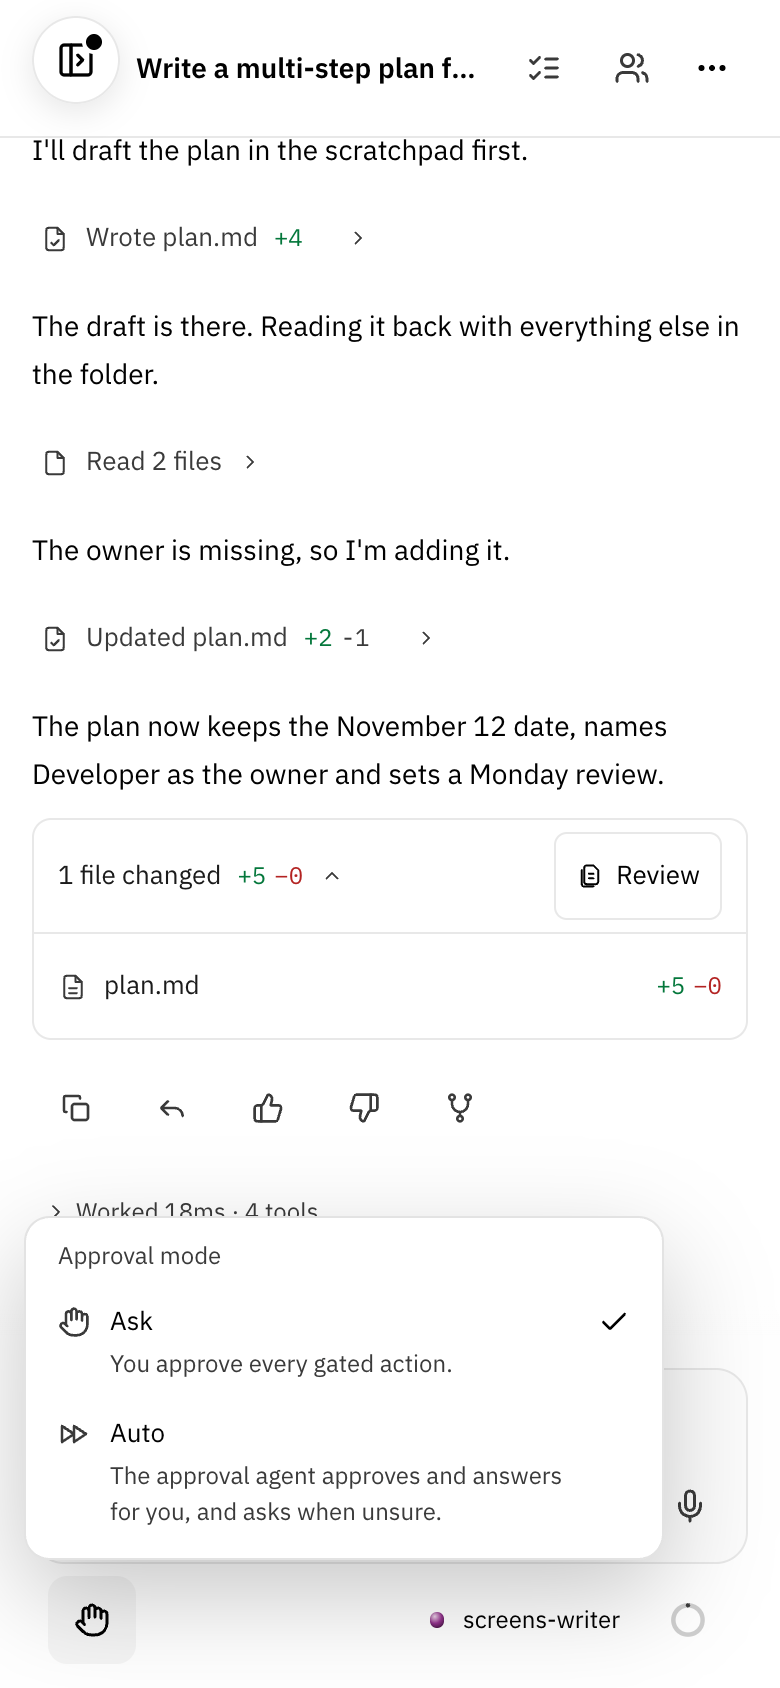 Write a multi-step plan f...
I'll draft the plan in the scratchpad first.
Wrote plan.md +4
The draft is there. Reading it back with everything else in
the folder.
Read 2 files
The owner is missing, so I'm adding it.
Updated plan.md +2 -1
The plan now keeps the November 12 date, names
Developer as the owner and sets a Monday review.
1 file changed +5 −0
Review
plan.md +5 −0
Worked 18ms · 4 tools
Approval mode
Ask
You approve every gated action.
Auto
The approval agent approves and answers
for you, and asks when unsure.
screens-writer